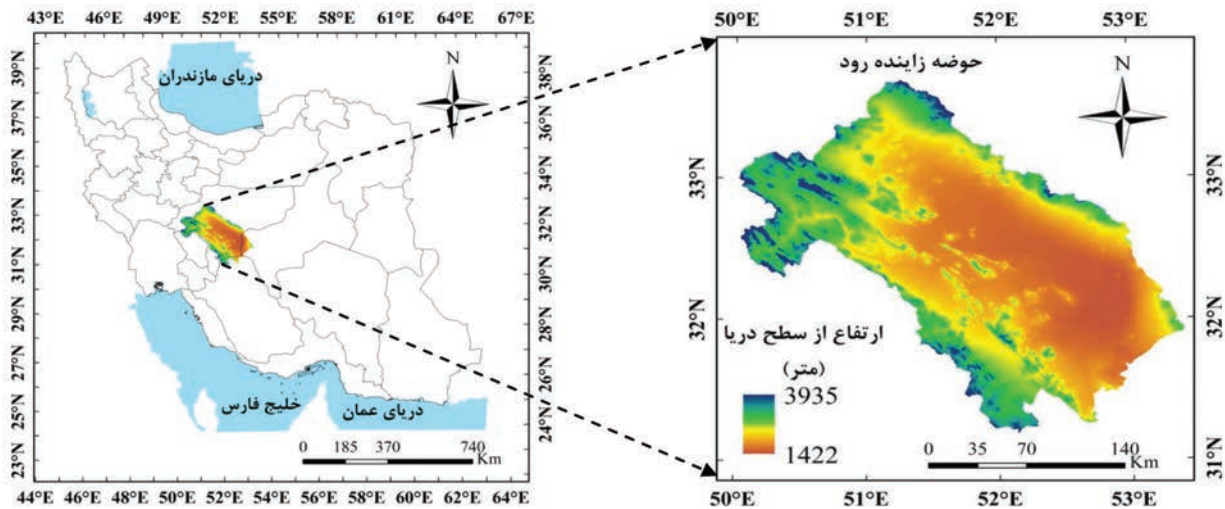 43°E 46°E 49°E 52°E 55°E 58°E 61°E 64°E 67°E
39°N
37°N
35°N
33°N
31°N
29°N
27°N
25°N
23°N
دریای مازندران
N
38°N
36°N
34°N
32°N
30°N
28°N
26°N
24°N
خلیج فارس
دریای عمان
0 185 370 740
Km
44°E 46°E 48°E 50°E 52°E 54°E 56°E 58°E 60°E 62°E 64°E
50°E 51°E 52°E 53°E
حوضه زاینده رود
N
33°N
32°N
33°N
32°N
31°N
ارتفاع از سطح دریا
(متر)
3935
1422
0 35 70 140
Km
50°E 51°E 52°E 53°E